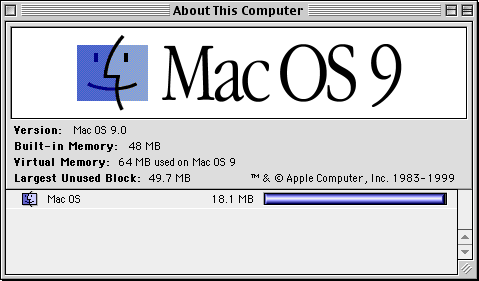 About This Computer
Mac OS 9
Version: Mac OS 9.0
Built-in Memory: 48 MB
Virtual Memory: 64 MB used on Mac OS 9
Largest Unused Block: 49.7 MB ™ & © Apple Computer, Inc. 1983-1999
Mac OS 18.1 MB